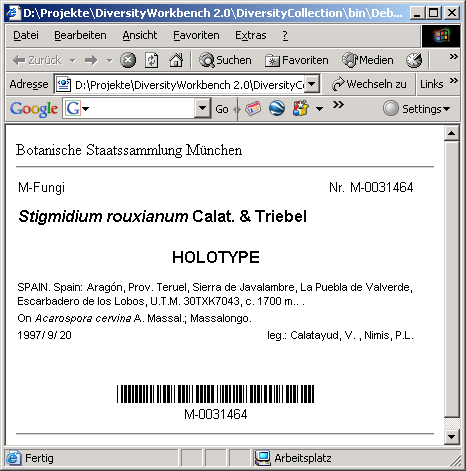 D:\Projekte\DiversityWorkbench 2.0\DiversityCollection\bin\Deb...
Datei Bearbeiten Ansicht Favoriten Extras ?
Zurück Suchen Favoriten Medien »
Adresse D:\Projekte\DiversityWorkbench 2.0\DiversityCo Wechseln zu Links »
Google G Go » Settings
Botanische Staatssammlung München
M-Fungi Nr. M-0031464
Stigmidium rouxianum Calat. & Triebel
HOLOTYPE
SPAIN. Spain: Aragón, Prov. Teruel, Sierra de Javalambre, La Puebla de Valverde,
Escarbadero de los Lobos, U.T.M. 30TXK7043, c. 1700 m.. .
On Acarospora cervina A. Massal.; Massalongo.
1997/ 9/ 20 leg.: Calatayud, V. , Nimis, P.L.
M-0031464
Fertig Arbeitsplatz